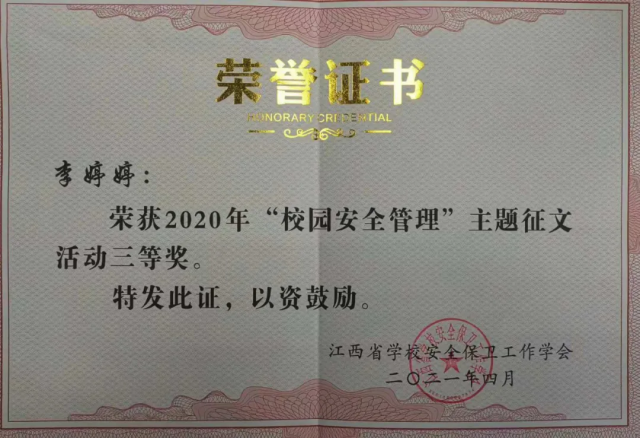 荣誉证书
HONORARY CREDENTIAL
李婷婷：
荣获2020年“校园安全管理”主题征文
活动三等奖。
特发此证，以资鼓励。
江西省学校安全保卫工作学会
二〇二一年四月